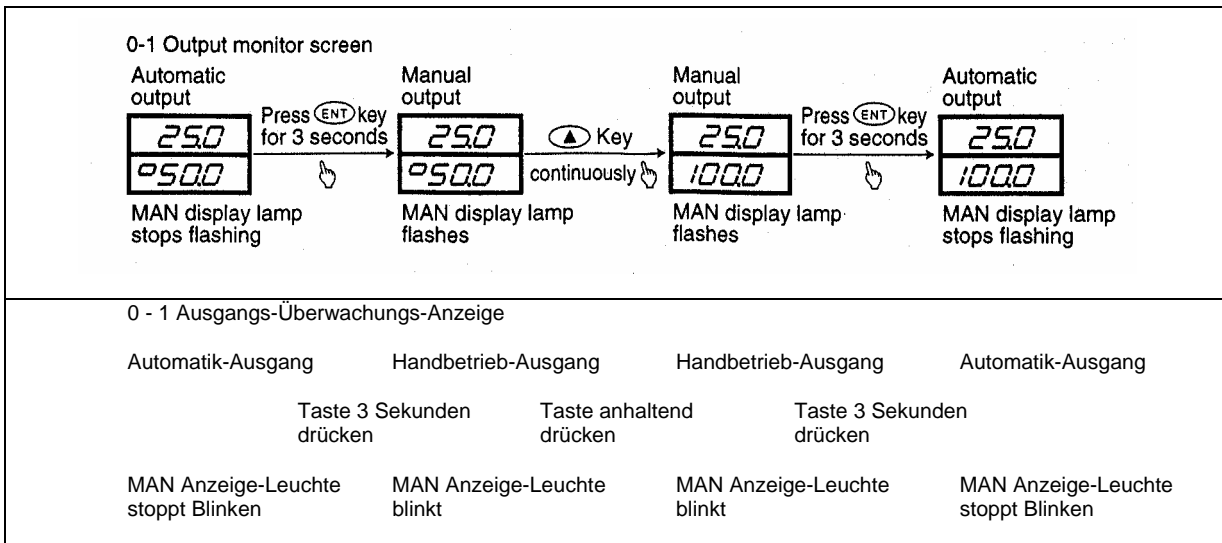 0-1 Output monitor screen
Automatic output
Press ENT key for 3 seconds
Manual output
▲ Key continuously
Manual output
Press ENT key for 3 seconds
Automatic output
25.0
o50.0
25.0
o50.0
25.0
100.0
25.0
100.0
MAN display lamp stops flashing
MAN display lamp flashes
MAN display lamp flashes
MAN display lamp stops flashing
0 - 1 Ausgangs-Überwachungs-Anzeige
Automatik-Ausgang
Handbetrieb-Ausgang
Handbetrieb-Ausgang
Automatik-Ausgang
Taste 3 Sekunden drücken
Taste anhaltend drücken
Taste 3 Sekunden drücken
MAN Anzeige-Leuchte stoppt Blinken
MAN Anzeige-Leuchte blinkt
MAN Anzeige-Leuchte blinkt
MAN Anzeige-Leuchte stoppt Blinken